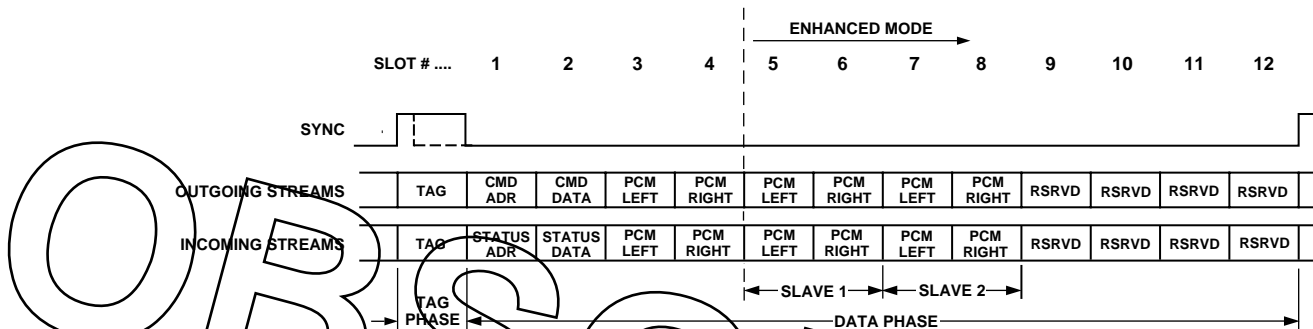 ENHANCED MODE
SLOT # .... 1 2 3 4 5 6 7 8 9 10 11 12
SYNC
OUTGOING STREAMS TAG CMD ADR CMD DATA PCM LEFT PCM RIGHT PCM LEFT PCM RIGHT PCM LEFT PCM RIGHT RSRVD RSRVD RSRVD RSRVD
INCOMING STREAMS TAG STATUS ADR STATUS DATA PCM LEFT PCM RIGHT PCM LEFT PCM RIGHT PCM LEFT PCM RIGHT RSRVD RSRVD RSRVD RSRVD
SLAVE 1 SLAVE 2
TAG PHASE DATA PHASE